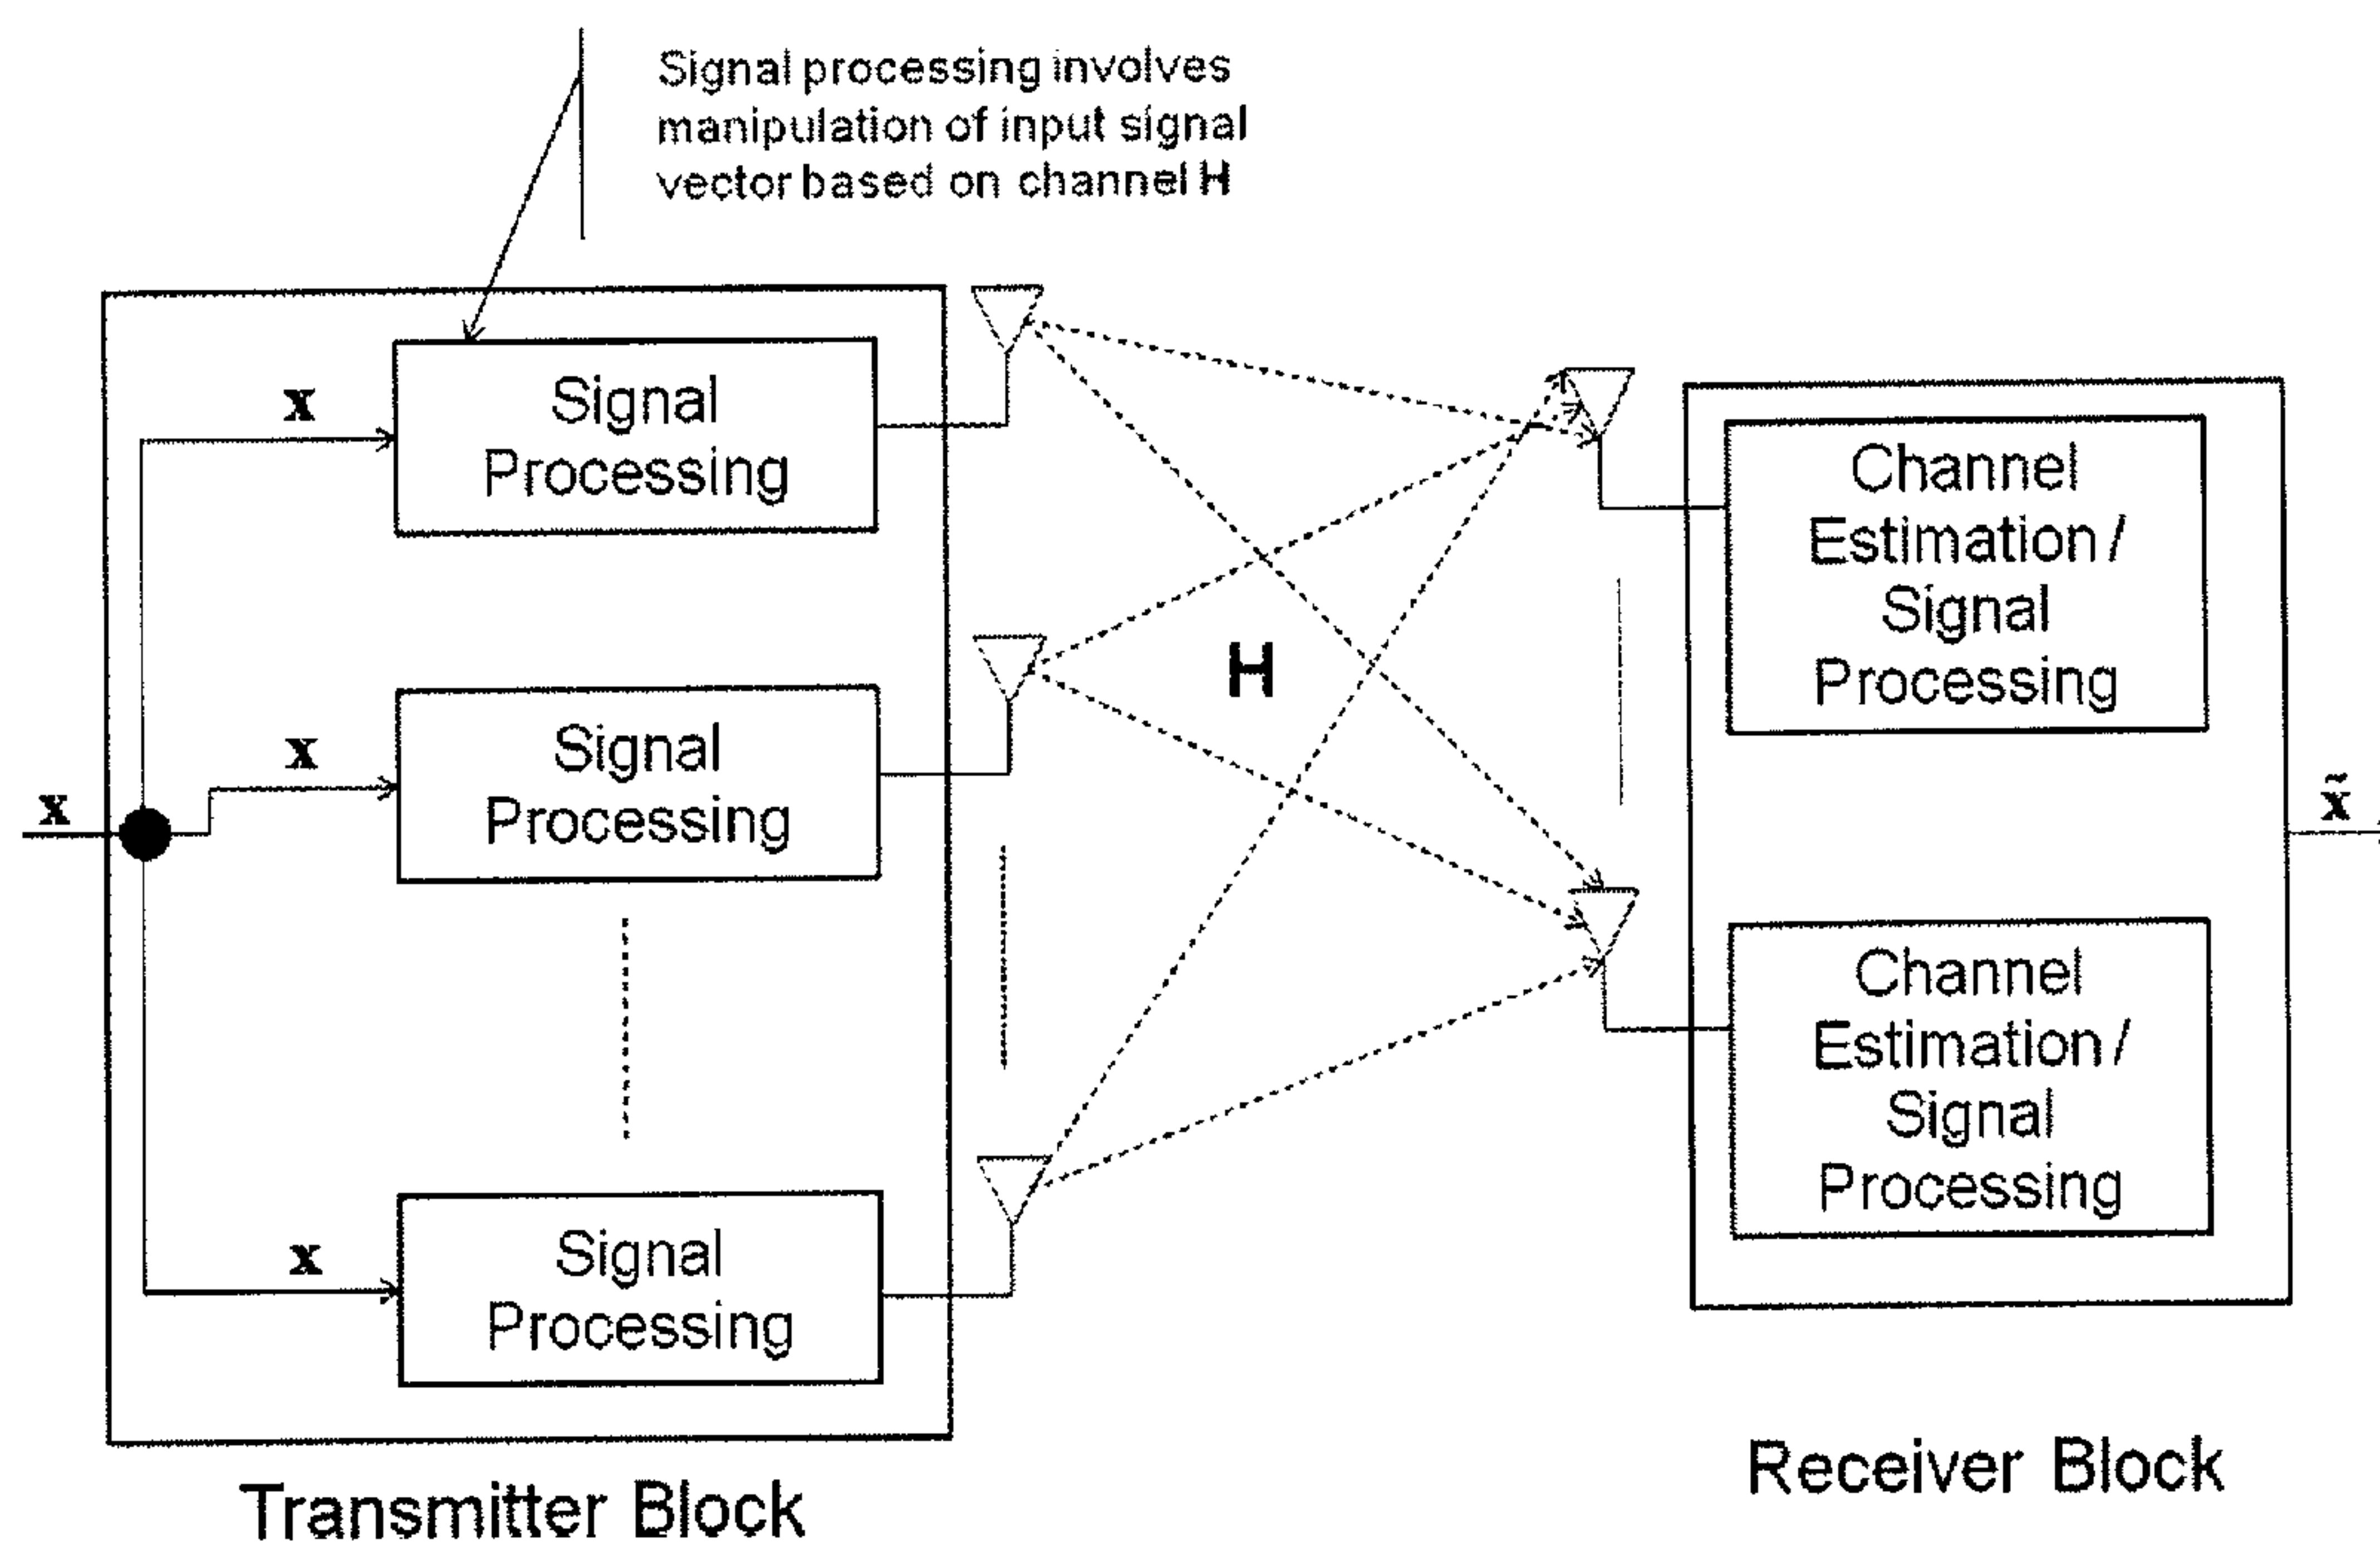 Signal processing involves
manipulation of input signal
vector based on channel H
x
Signal
Processing
x
Signal
Processing
x
x
Signal
Processing
H
Channel
Estimation /
Signal
Processing
Channel
Estimation /
Signal
Processing
x̃
Transmitter Block
Receiver Block